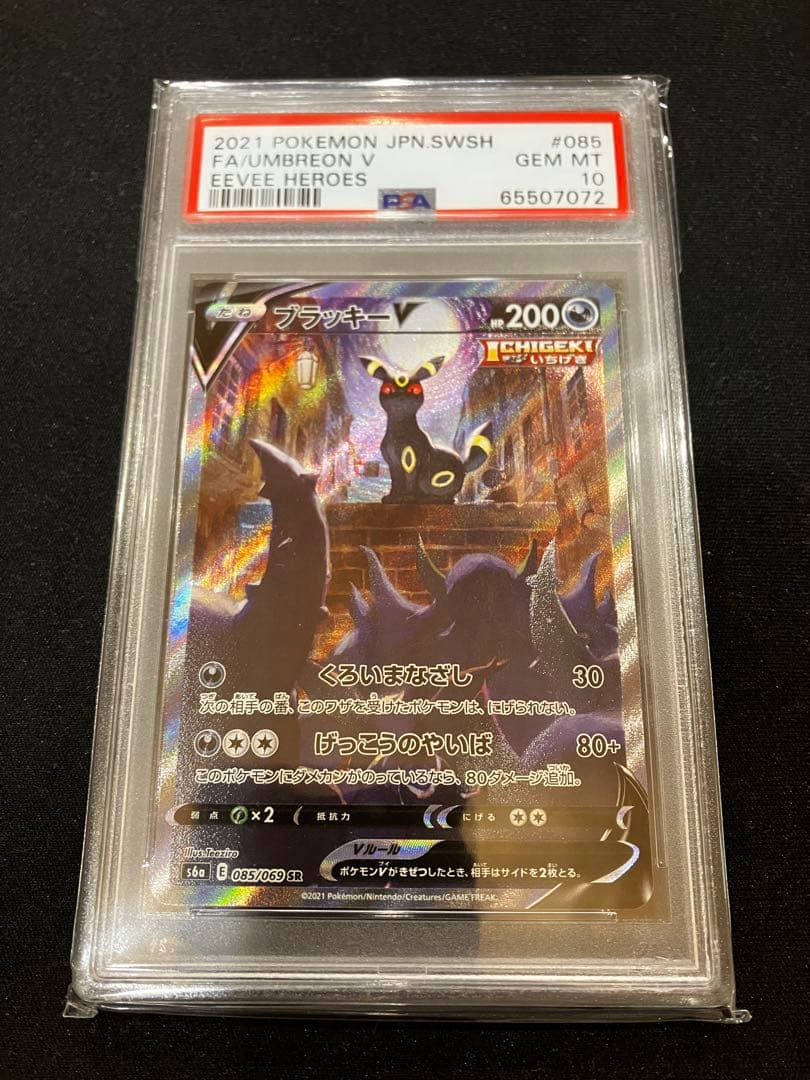 2021 POKEMON JPN.SWSH #085
FA/UMBREON V GEM MT
EEVEE HEROES 10
PSA 65507072
たね ブラッキーV HP 200
ICHIGEKI
いちげき
くろいまなざし 30
次の相手の番、このワザを受けたポケモンは、にげられない。
げっこうのやいば 80+
このポケモンにダメカンがのっているなら、80ダメージ追加。
弱点 ×2 抵抗力 にげる
Vルール
Illus.Teeziro
ポケモンVがきぜつしたとき、相手はサイドを2枚とる。
s6a E 085/069 SR
©2021 Pokémon/Nintendo/Creatures/GAME FREAK.